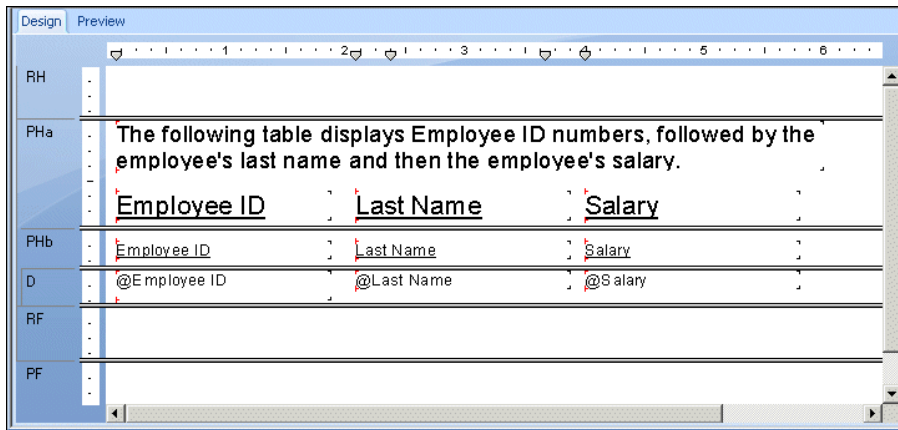 Design Preview
1 2 3 4 5 6
RH
PHa
The following table displays Employee ID numbers, followed by the
employee's last name and then the employee's salary.
Employee ID Last Name Salary
PHb
Employee ID Last Name Salary
D
@Employee ID @Last Name @Salary
RF
PF